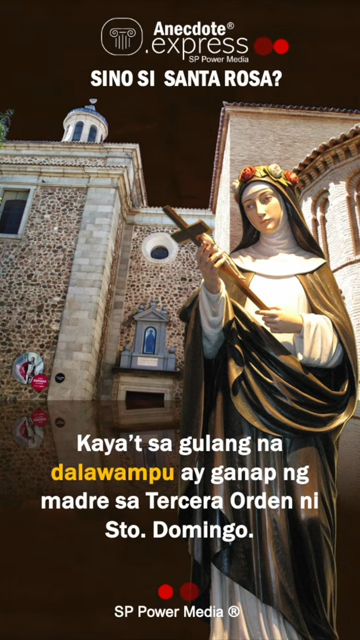 Anecdote®
.express
SP Power Media
SINO SI SANTA ROSA?
Kaya't sa gulang na
dalawampu ay ganap ng
madre sa Tercera Orden ni
Sto. Domingo.
SP Power Media ®